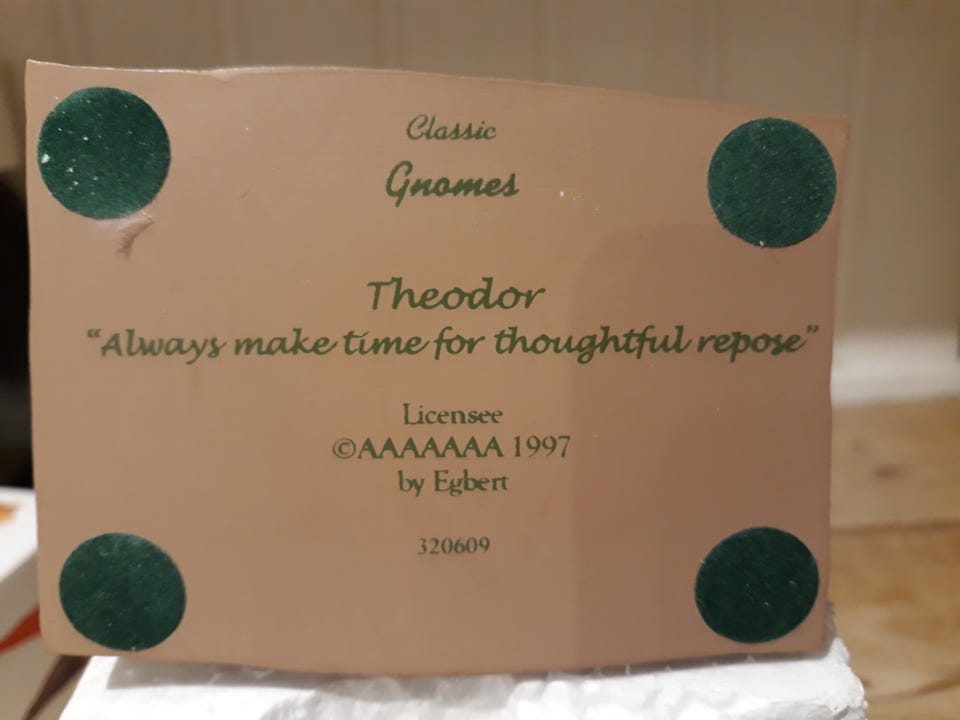 Classic
Gnomes
Theodor
“Always make time for thoughtful repose”
Licensee
©AAAAAAA 1997
by Egbert
320609